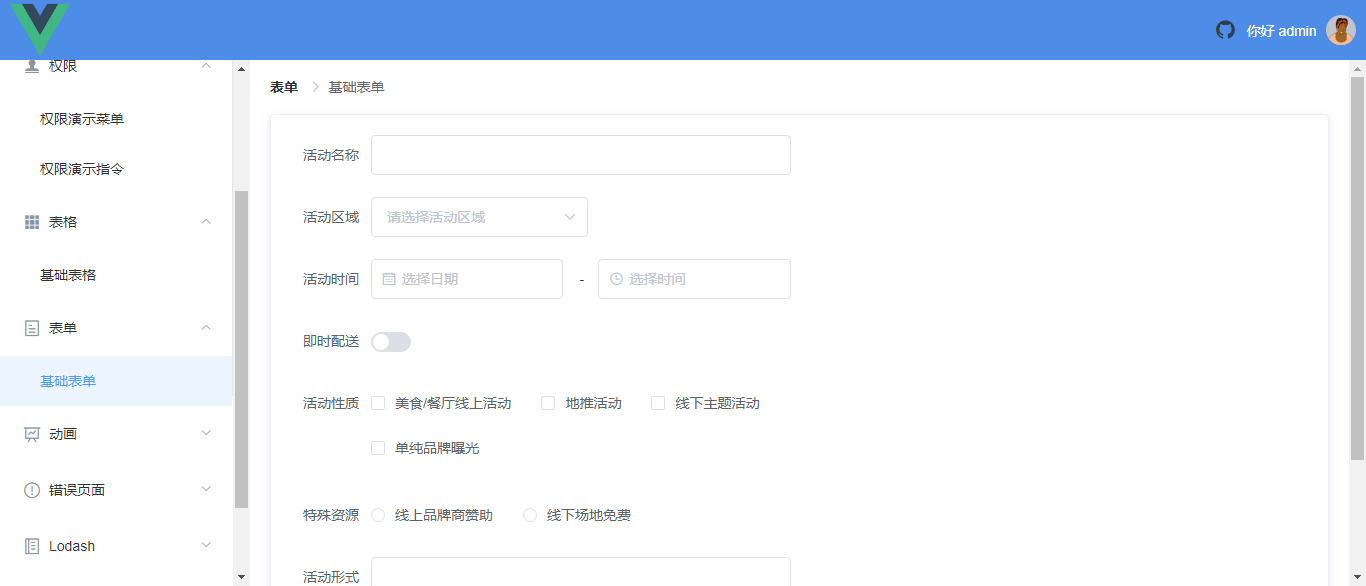 你好 admin
权限
权限演示菜单
权限演示指令
表格
基础表格
表单
基础表单
动画
错误页面
Lodash
表单 基础表单
活动名称
活动区域 请选择活动区域
活动时间 选择日期 - 选择时间
即时配送
活动性质 美食/餐厅线上活动 地推活动 线下主题活动
单纯品牌曝光
特殊资源 线上品牌商赞助 线下场地免费
活动形式